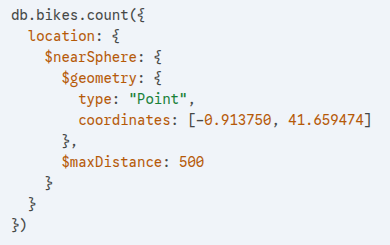 db.bikes.count({
  location: {
    $nearSphere: {
      $geometry: {
        type: "Point",
        coordinates: [-0.913750, 41.659474]
      },
      $maxDistance: 500
    }
  }
})